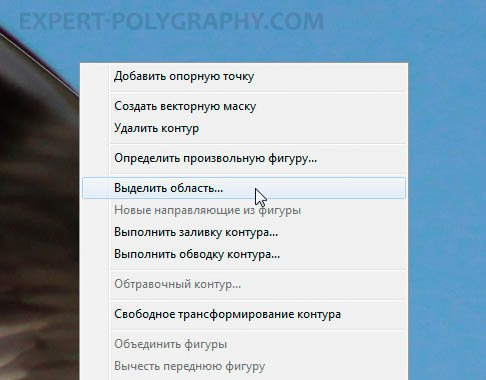 EXPERT-POLYGRAPHY.COM
Добавить опорную точку
Создать векторную маску
Удалить контур
Определить произвольную фигуру...
Выделить область...
Новые направляющие из фигуры
Выполнить заливку контура...
Выполнить обводку контура...
Обтравочный контур...
Свободное трансформирование контура
Объединить фигуры
Вычесть переднюю фигуру